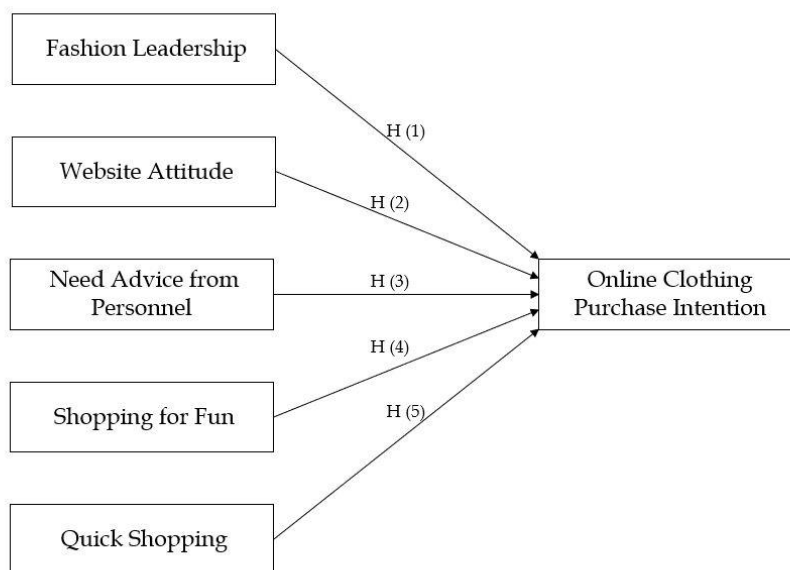 Fashion Leadership
H (1)
Website Attitude
H (2)
Need Advice from
Personnel
H (3)
Online Clothing
Purchase Intention
H (4)
Shopping for Fun
H (5)
Quick Shopping